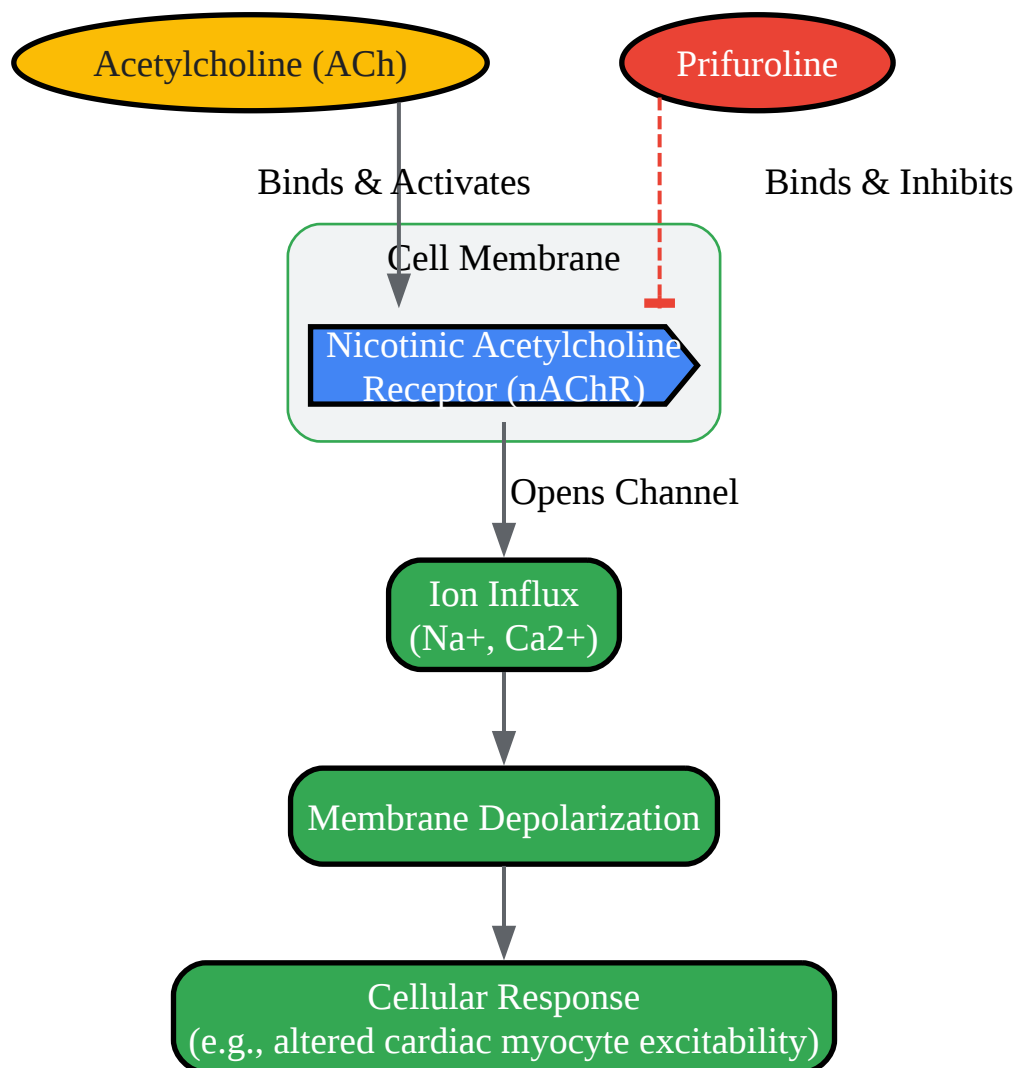 Acetylcholine (ACh)
Prifuroline
Binds & Activates
Binds & Inhibits
Cell Membrane
Nicotinic Acetylcholine
Receptor (nAChR)
Opens Channel
Ion Influx
(Na+, Ca2+)
Membrane Depolarization
Cellular Response
(e.g., altered cardiac myocyte excitability)